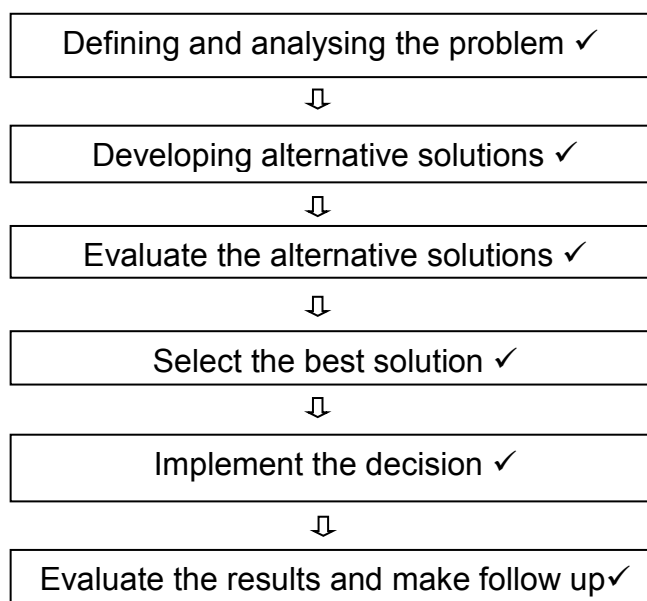 Defining and analysing the problem ✓
Developing alternative solutions ✓
Evaluate the alternative solutions ✓
Select the best solution ✓
Implement the decision ✓
Evaluate the results and make follow up✓